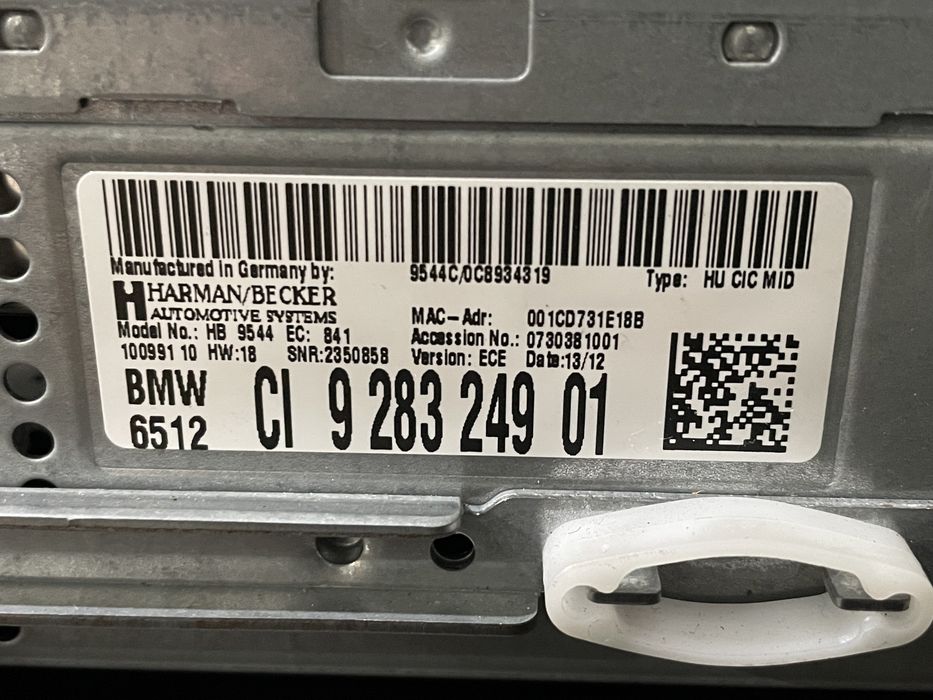 Manufactured in Germany by: 9544C/0C8934319 Type: HU CIC MID
H HARMAN/BECKER
AUTOMOTIVE SYSTEMS MAC-Adr: 001CD731E18B
Model No.: HB 9544 EC: 841 Accession No.: 0730381001
10099110 HW:18 SNR:2350858 Version: ECE Date:13/12
BMW CI 9 283 249 01
6512